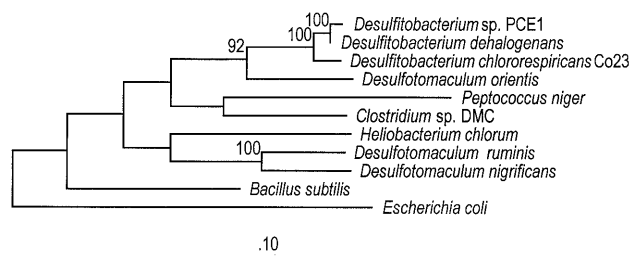 100 Desulfitobacterium sp. PCE1
100 Desulfitobacterium dehalogenans
92 Desulfitobacterium chlororespiricans Co23
Desulfotomaculum orientis
Peptococcus niger
Clostridium sp. DMC
Heliobacterium chlorum
100 Desulfotomaculum ruminis
Desulfotomaculum nigrificans
Bacillus subtilis
Escherichia coli
.10